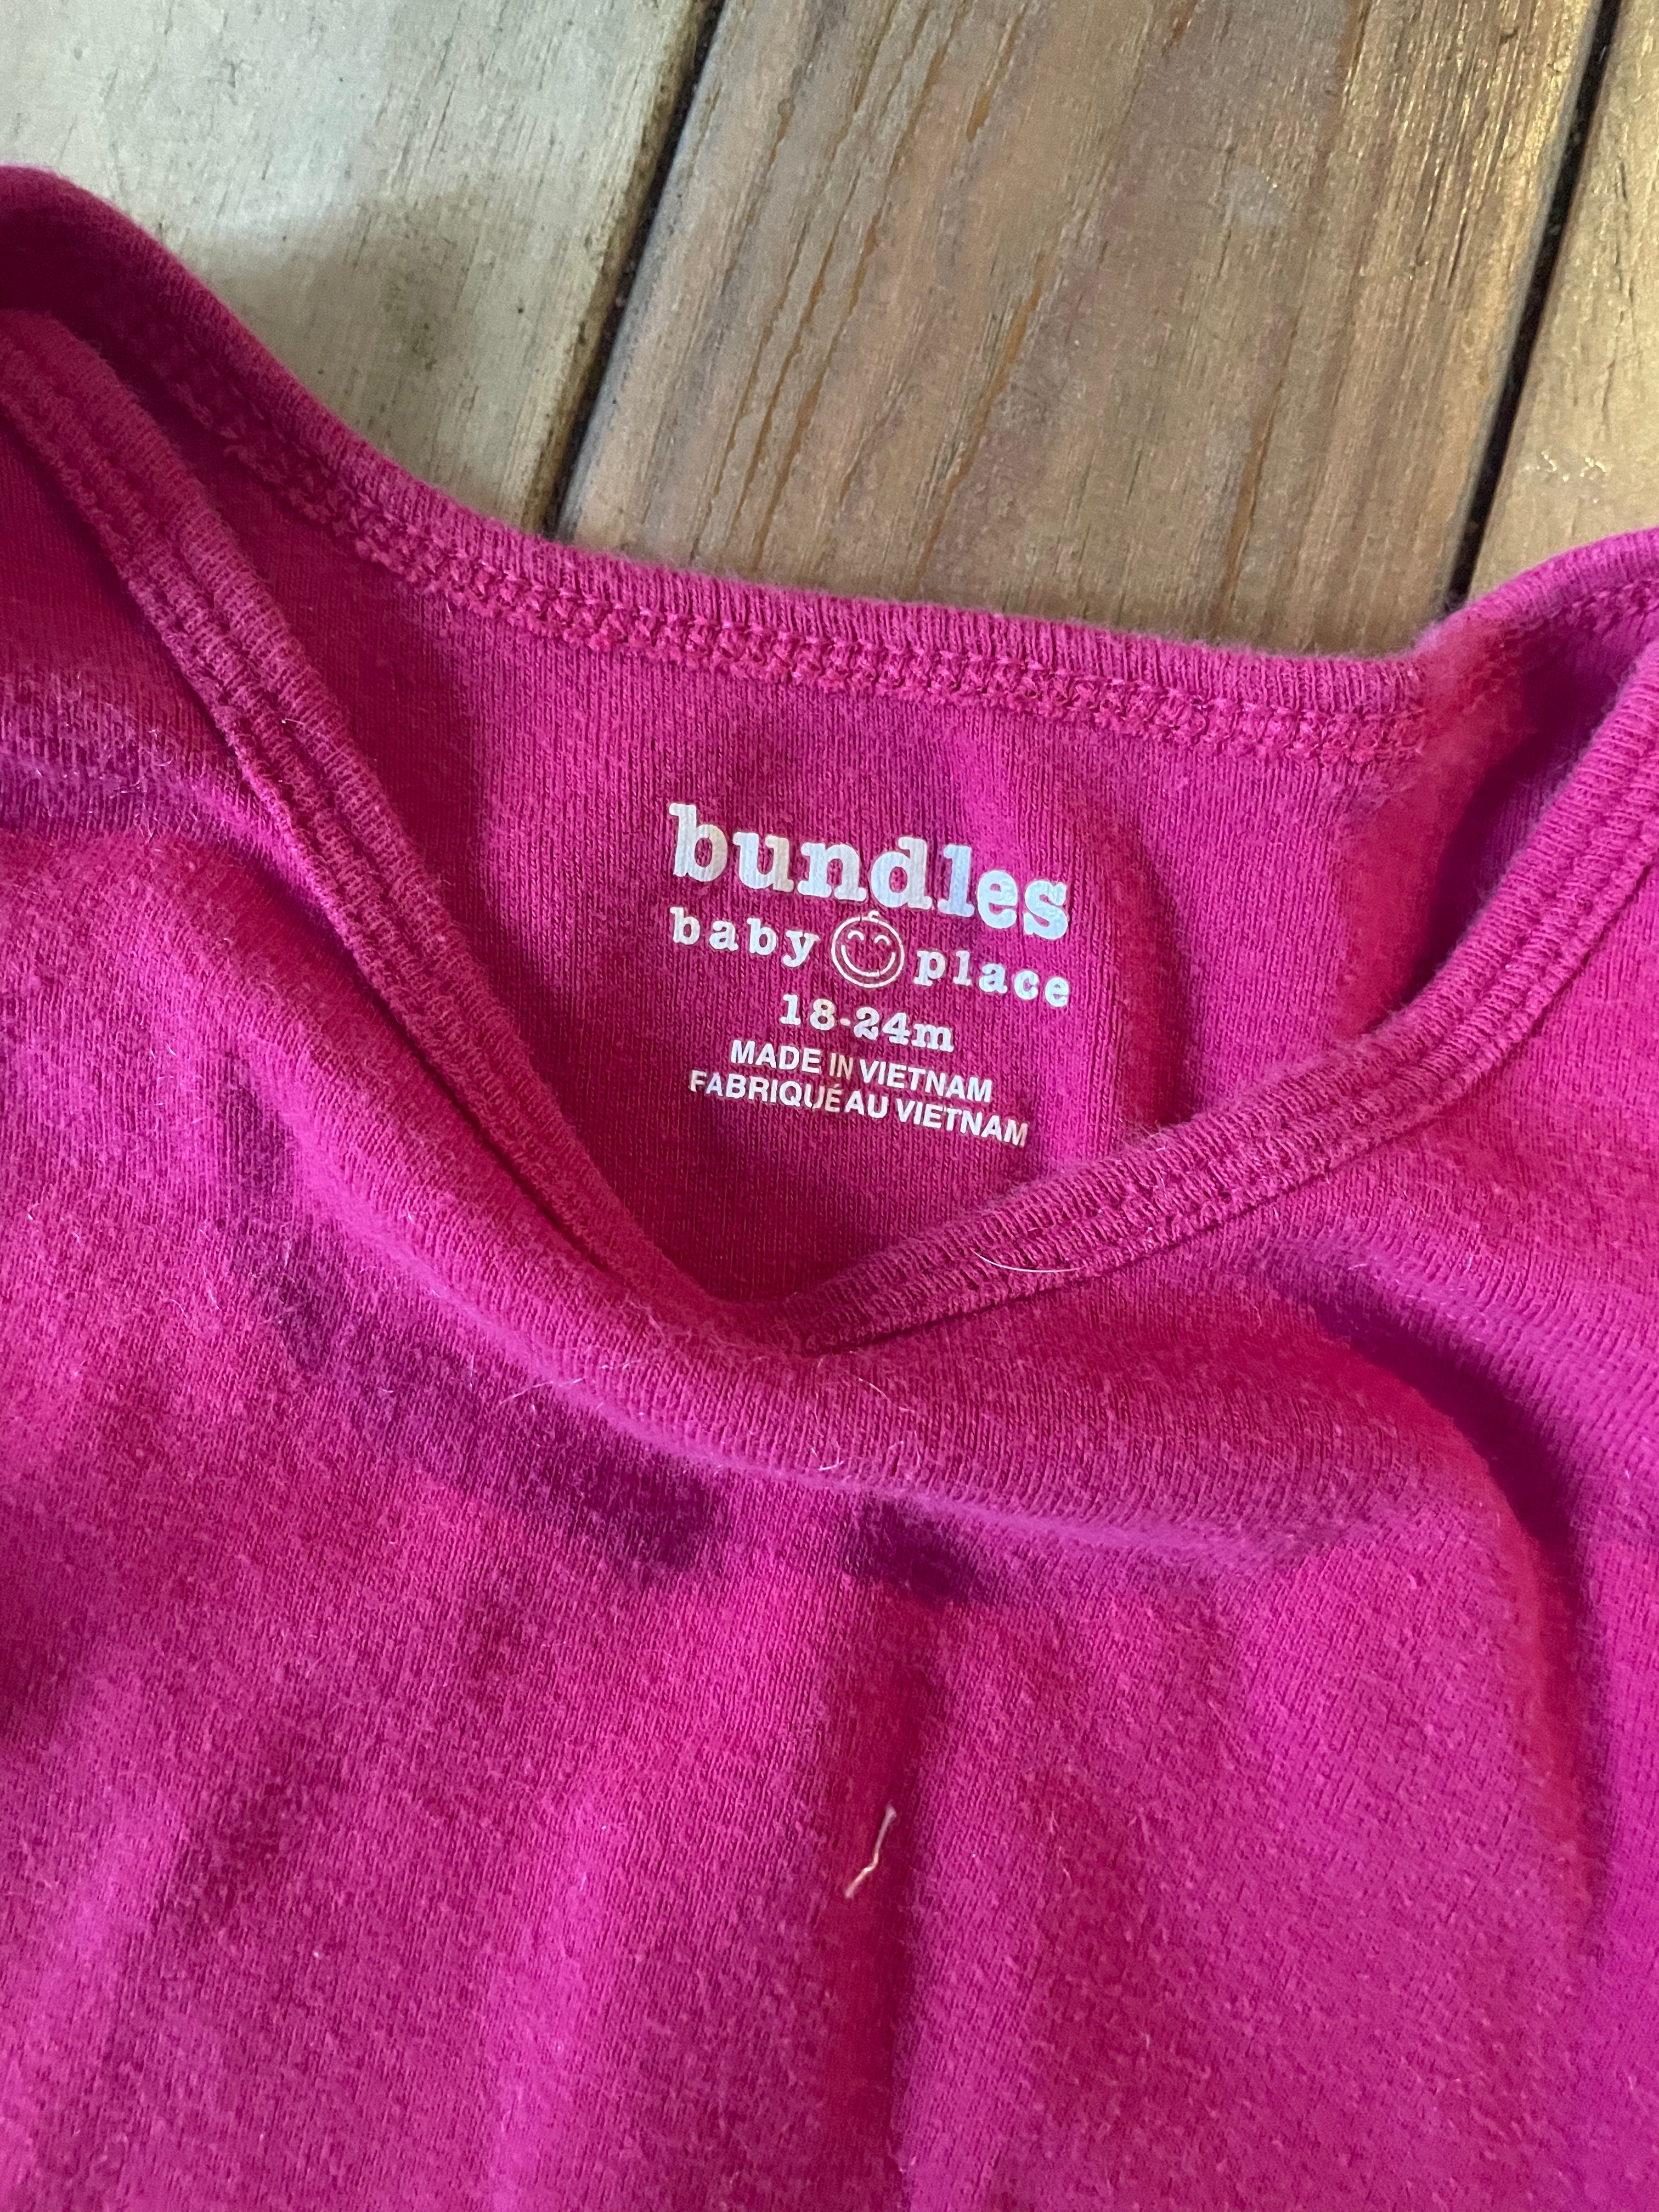 bundles
baby place
18-24m
MADE IN VIETNAM
FABRIQUÉ AU VIETNAM